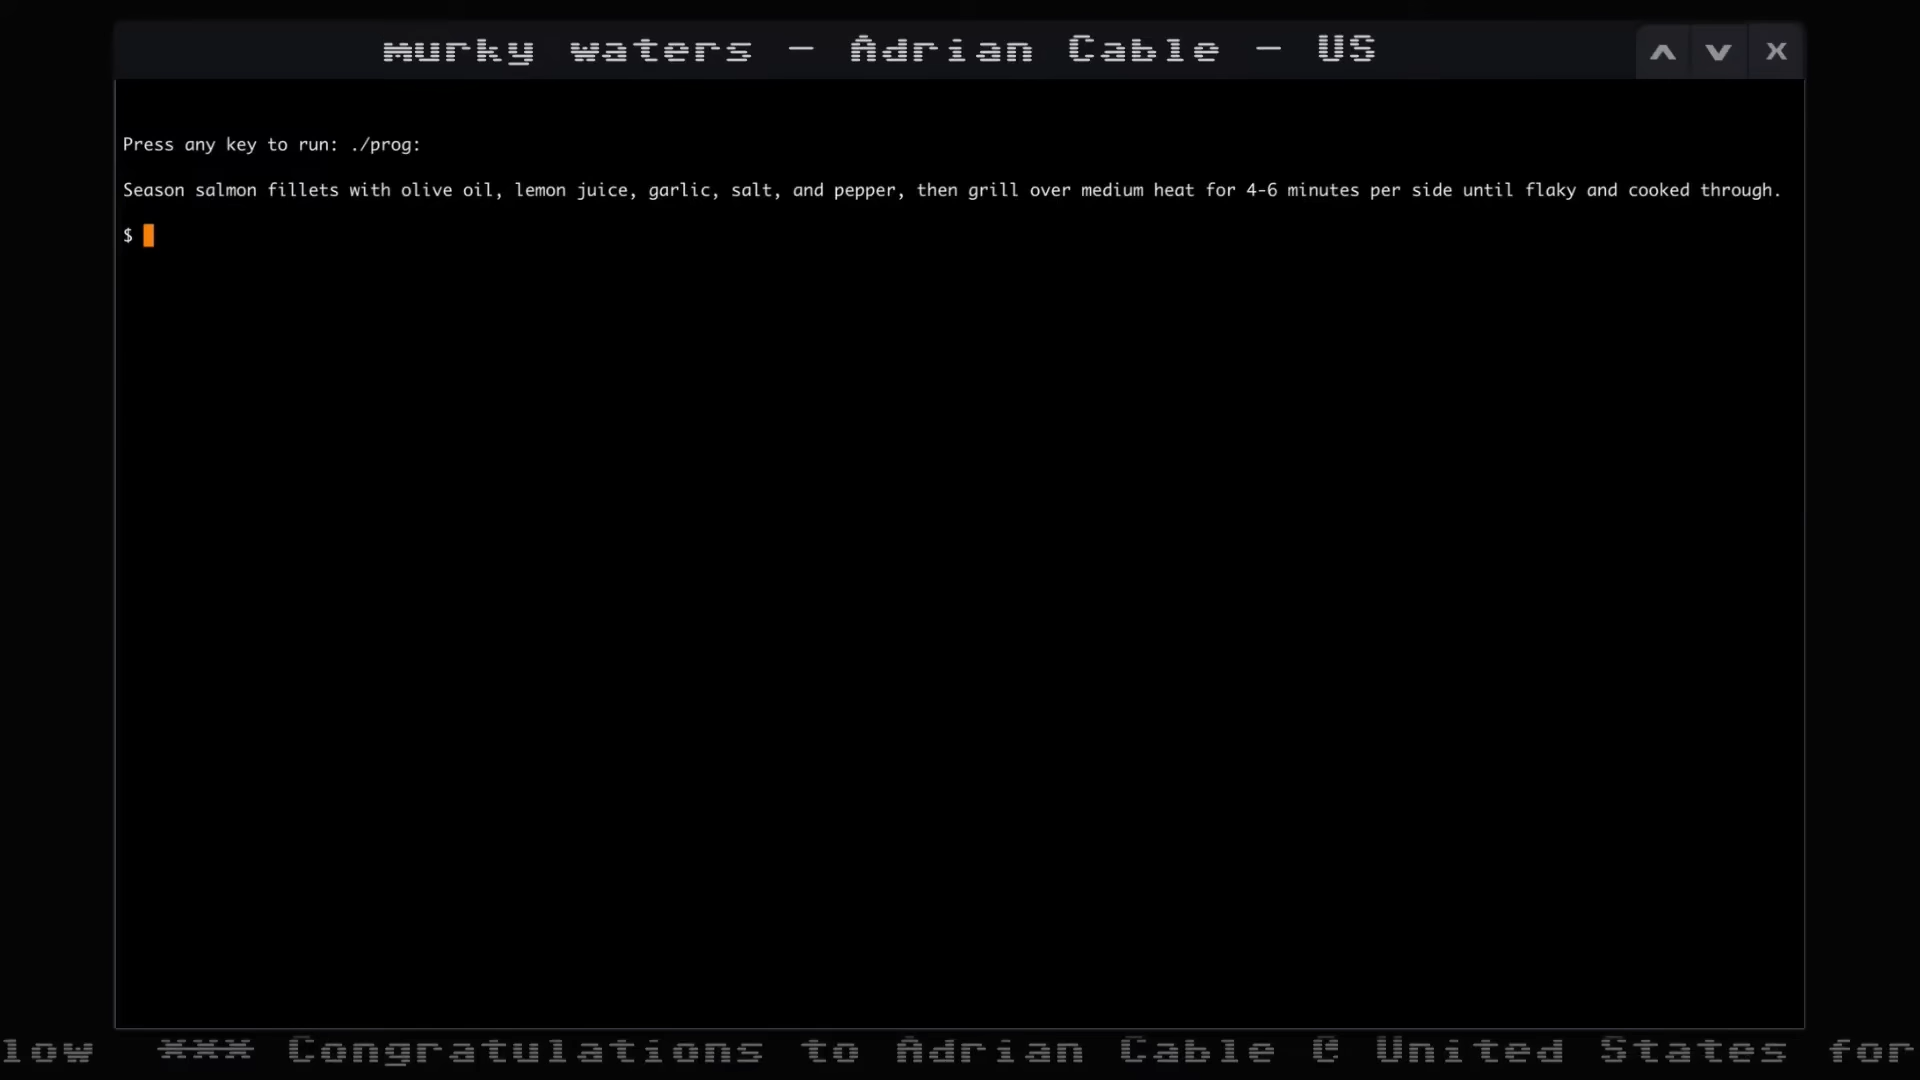 murky waters - Adrian Cable - US
Press any key to run: ./prog:
Season salmon fillets with olive oil, lemon juice, garlic, salt, and pepper, then grill over medium heat for 4-6 minutes per side until flaky and cooked through.
$
low *** Congratulations to Adrian Cable @ United States for